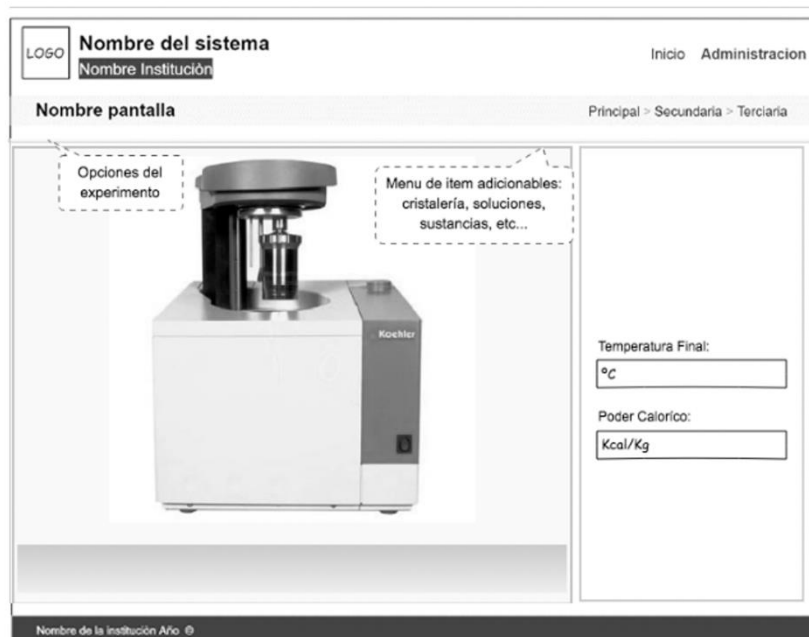 LOGO
Nombre del sistema
Nombre Institución
Inicio Administracion
Nombre pantalla
Principal > Secundaria > Terciaria
Opciones del
experimento
Menu de item adicionables:
cristalería, soluciones,
sustancias, etc...
Koehler
Temperatura Final:
°C
Poder Caloríco:
Kcal/Kg
Nombre de la institución Año ©